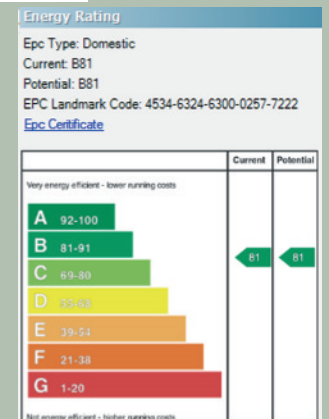 Energy Rating
Epc Type: Domestic
Current: B81
Potential: B81
EPC Landmark Code: 4534-6324-6300-0257-7222
Epc Certificate
Current Potential
Very energy efficient - lower running costs
A 92-100
B 81-91
81 81
C 69-80
D 55-68
E 39-54
F 21-38
G 1-20
Not energy efficient - higher running costs